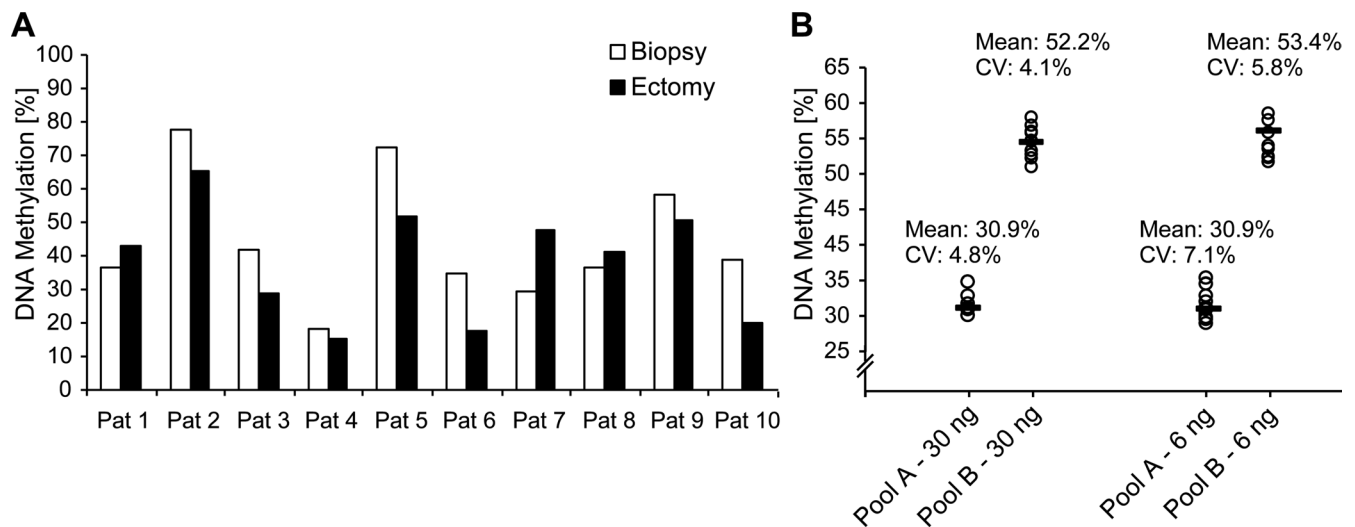 A
DNA Methylation [%]
100
90
80
70
60
50
40
30
20
10
0
Biopsy
Ectomy
Pat 1 Pat 2 Pat 3 Pat 4 Pat 5 Pat 6 Pat 7 Pat 8 Pat 9 Pat 10
B
DNA Methylation [%]
65
60
55
50
45
45
35
30
25
Mean: 52.2%
CV: 4.1%
Mean: 53.4%
CV: 5.8%
Mean: 30.9%
CV: 4.8%
Mean: 30.9%
CV: 7.1%
Pool A - 30 ng
Pool B - 30 ng
Pool A - 6 ng
Pool B - 6 ng